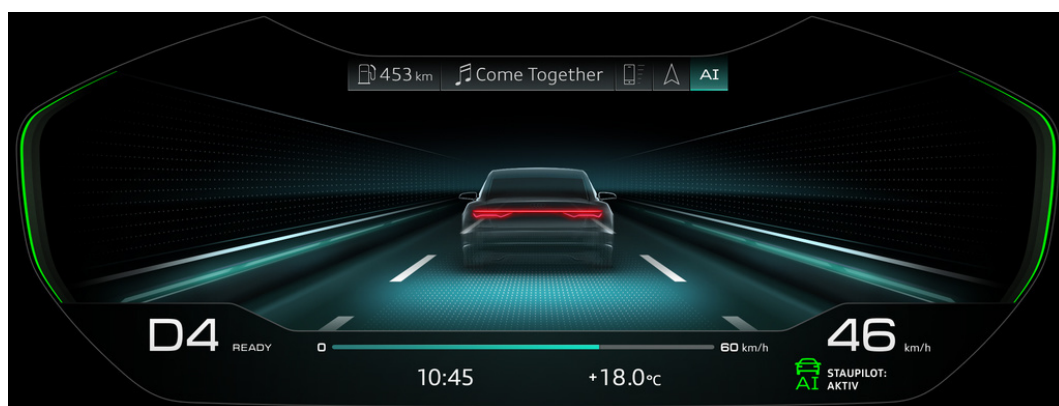 453 km Come Together AI
D4 READY 0 60 km/h 46 km/h
10:45 +18.0°C
AI STAUPILOT:
AKTIV